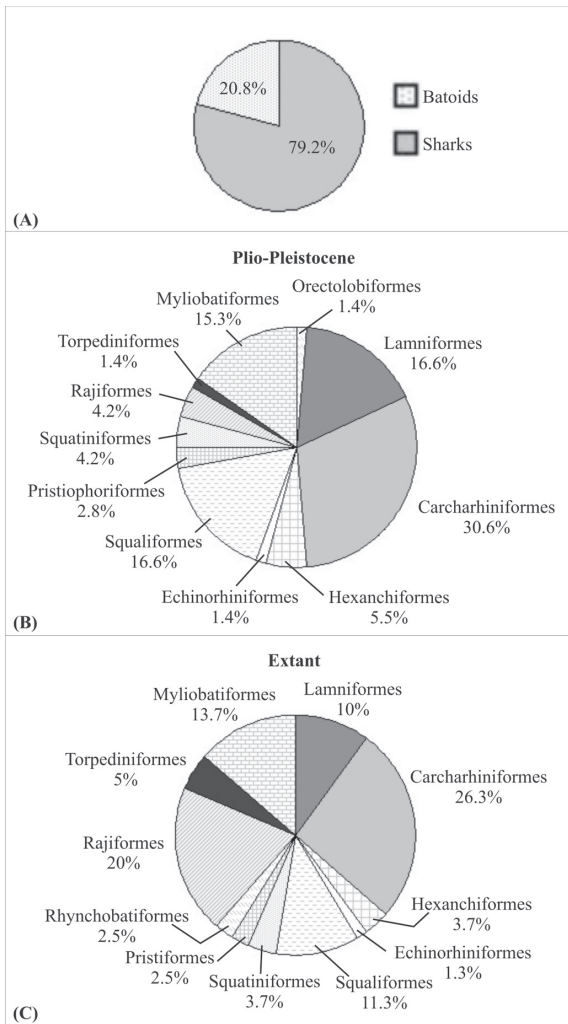 20.8%
79.2%
Batoids
Sharks
(A)
Plio-Pleistocene
Orectolobiformes
1.4%
Lamniformes
16.6%
Carcharhiniformes
30.6%
Hexanchiformes
5.5%
Echinorhiniformes
1.4%
Squaliformes
16.6%
Pristiophoriformes
2.8%
Squatiniformes
4.2%
Rajiformes
4.2%
Torpediniformes
1.4%
Myliobatiformes
15.3%
(B)
Extant
Lamniformes
10%
Carcharhiniformes
26.3%
Hexanchiformes
3.7%
Echinorhiniformes
1.3%
Squaliformes
11.3%
Squatiniformes
3.7%
Pristiformes
2.5%
Rhynchobatiformes
2.5%
Rajiformes
20%
Torpediniformes
5%
Myliobatiformes
13.7%
(C)